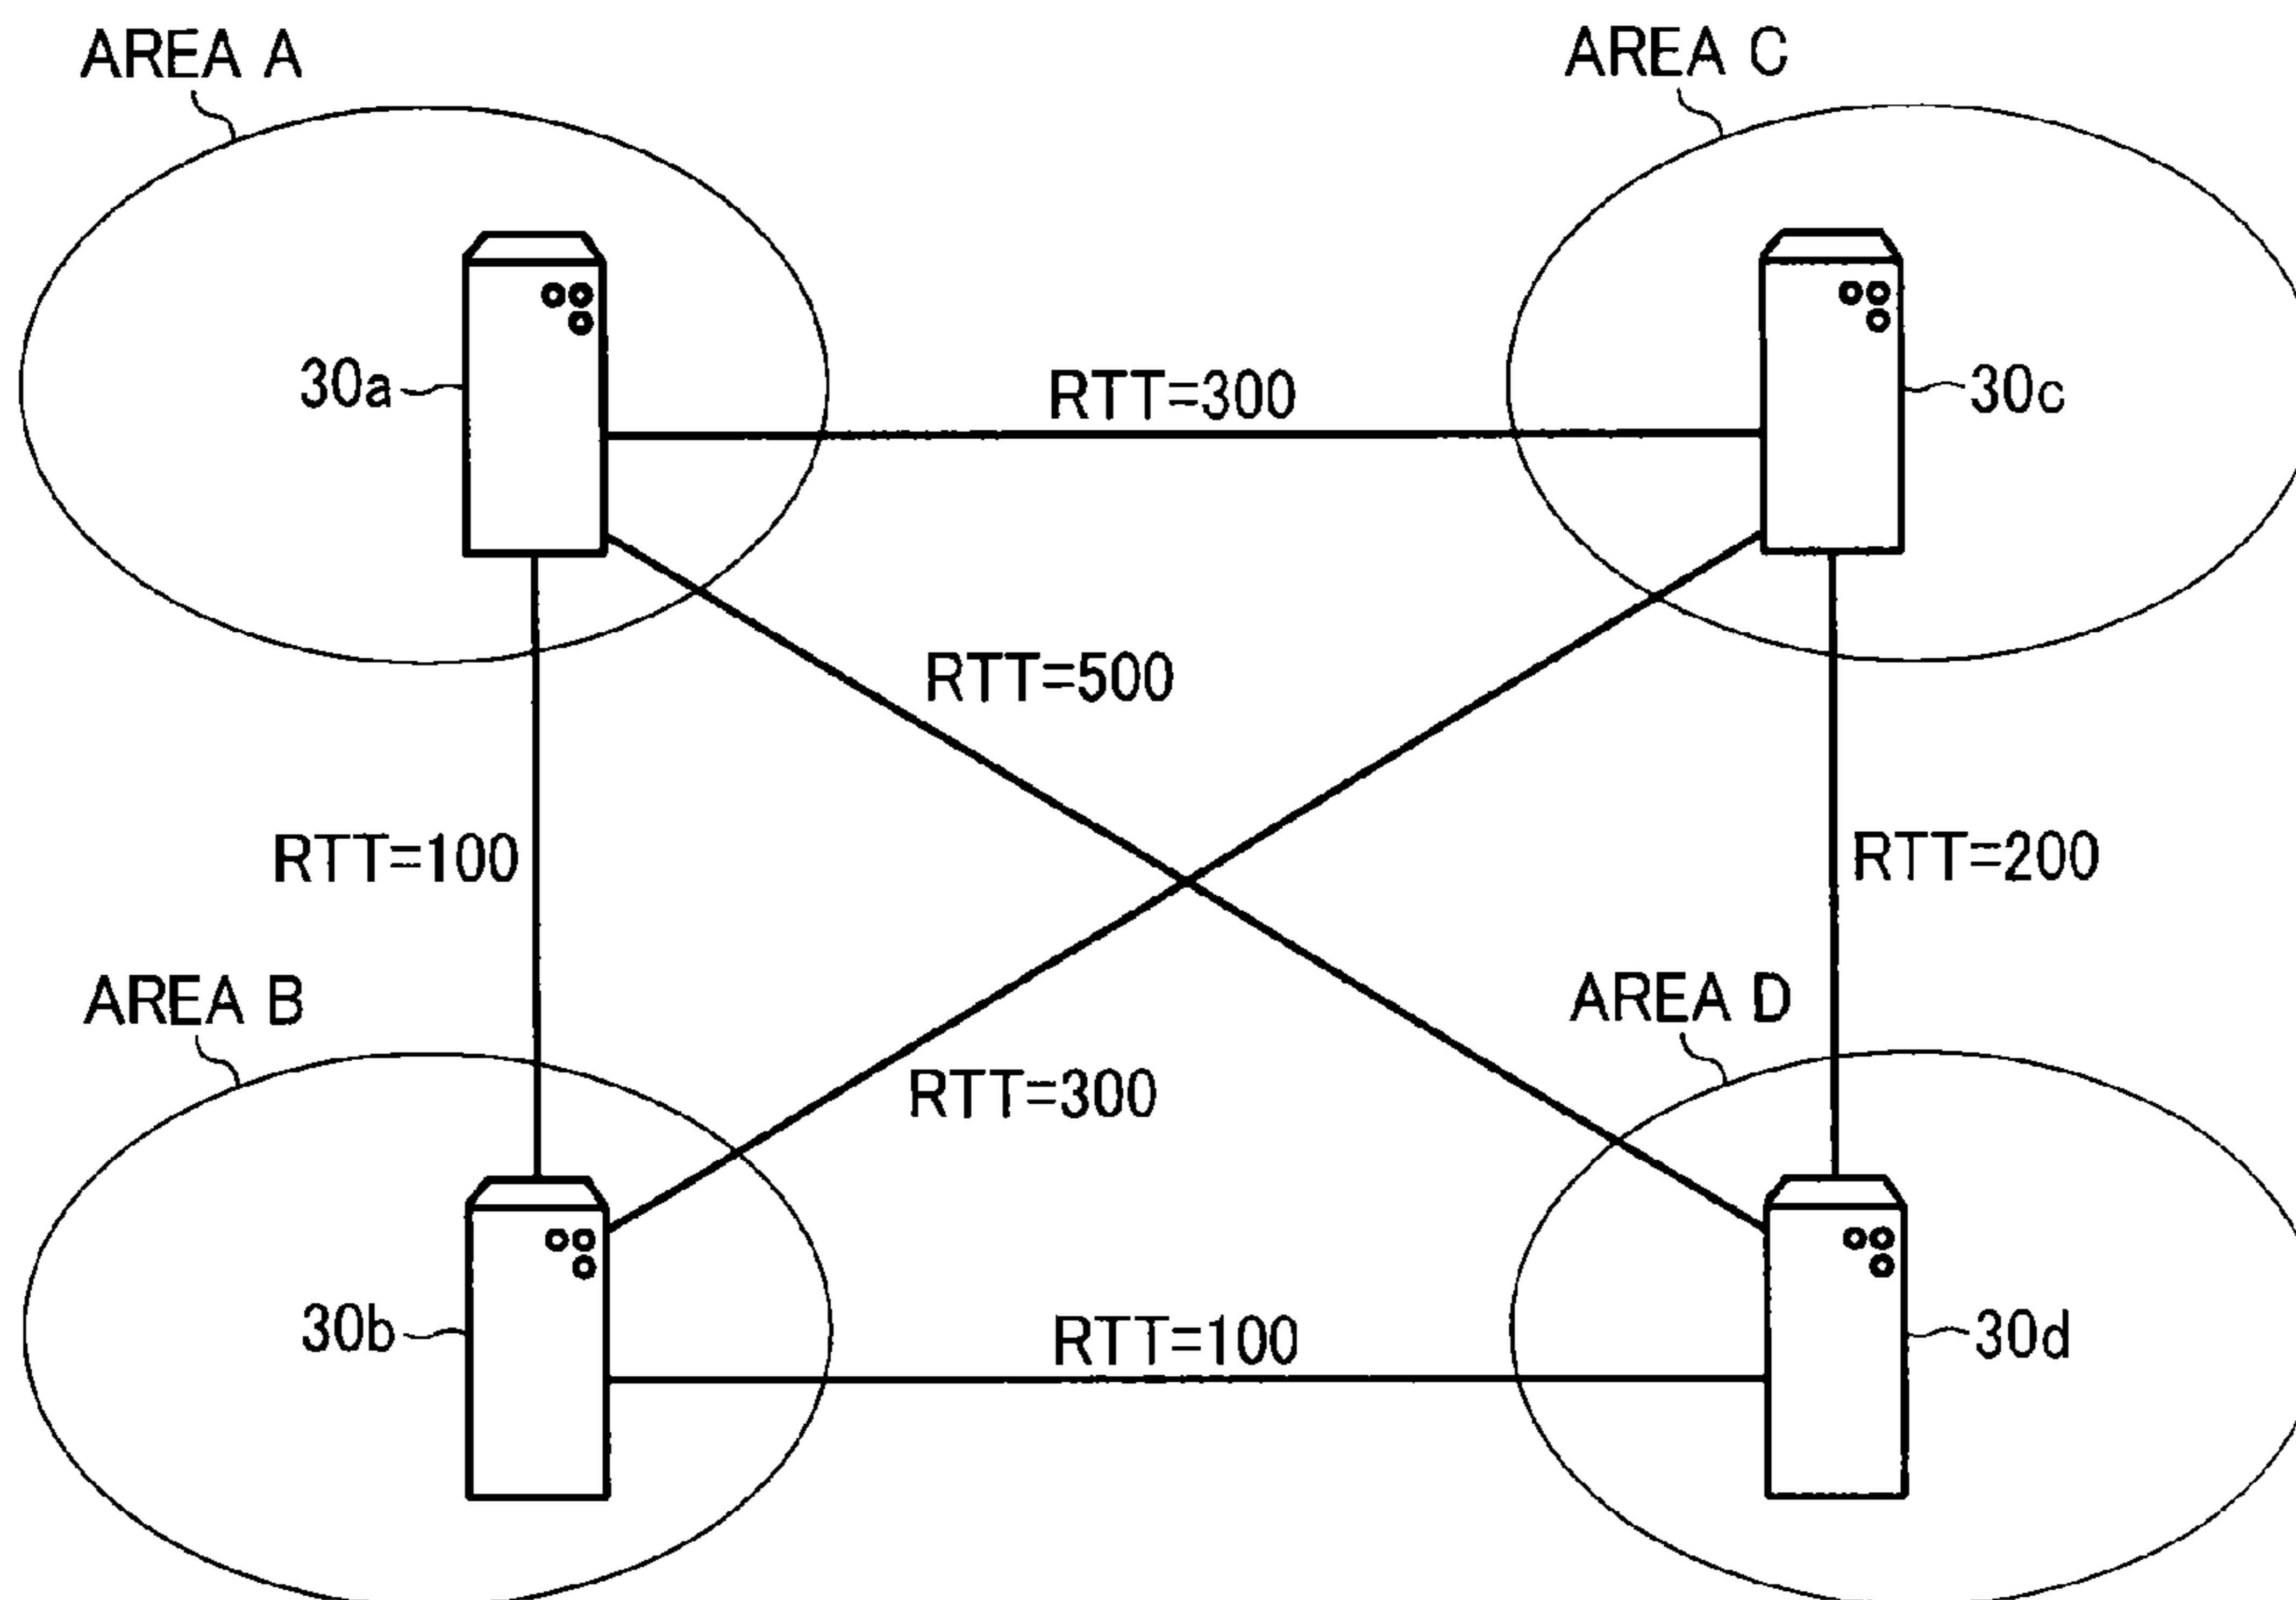 AREA A
AREA C
30a
RTT=300
30c
RTT=500
RTT=100
RTT=200
AREA B
AREA D
RTT=300
30b
RTT=100
30d